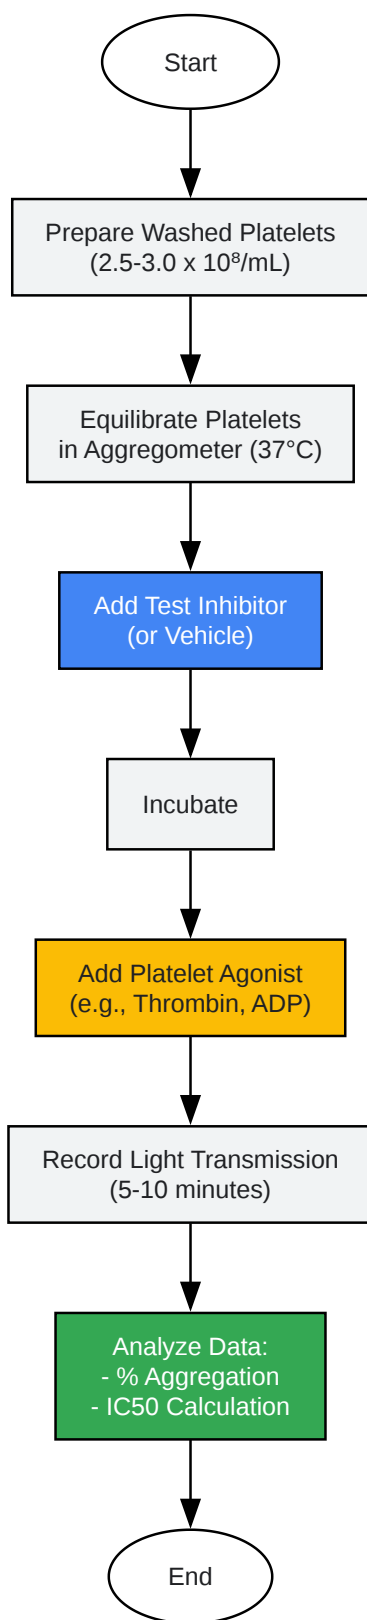 Start
Prepare Washed Platelets
(2.5-3.0 x 10⁸/mL)
Equilibrate Platelets
in Aggregometer (37°C)
Add Test Inhibitor
(or Vehicle)
Incubate
Add Platelet Agonist
(e.g., Thrombin, ADP)
Record Light Transmission
(5-10 minutes)
Analyze Data:
- % Aggregation
- IC50 Calculation
End